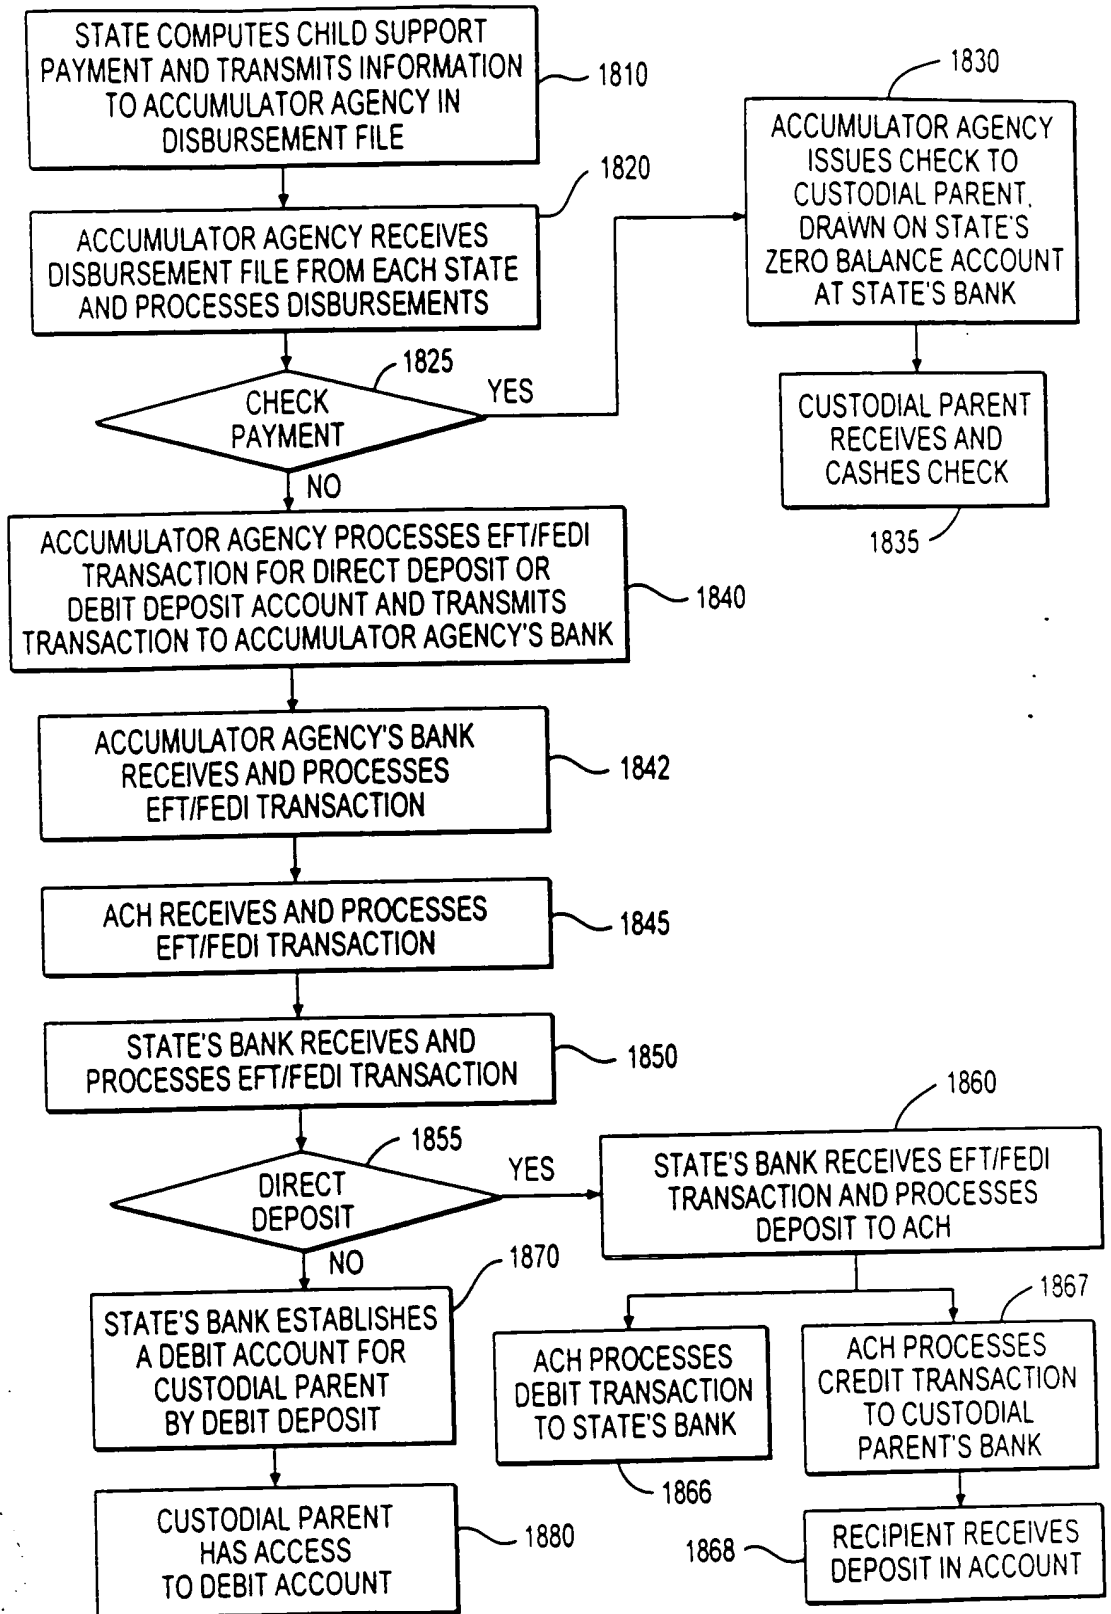 STATE COMPUTES CHILD SUPPORT
PAYMENT AND TRANSMITS INFORMATION
TO ACCUMULATOR AGENCY IN
DISBURSEMENT FILE
1810
1820
ACCUMULATOR AGENCY RECEIVES
DISBURSEMENT FILE FROM EACH STATE
AND PROCESSES DISBURSEMENTS
1825
CHECK
PAYMENT
YES
NO
1830
ACCUMULATOR AGENCY
ISSUES CHECK TO
CUSTODIAL PARENT,
DRAWN ON STATE'S
ZERO BALANCE ACCOUNT
AT STATE'S BANK
CUSTODIAL PARENT
RECEIVES AND
CASHES CHECK
1835
ACCUMULATOR AGENCY PROCESSES EFT/FEDI
TRANSACTION FOR DIRECT DEPOSIT OR
DEBIT DEPOSIT ACCOUNT AND TRANSMITS
TRANSACTION TO ACCUMULATOR AGENCY'S BANK
1840
ACCUMULATOR AGENCY'S BANK
RECEIVES AND PROCESSES
EFT/FEDI TRANSACTION
1842
ACH RECEIVES AND PROCESSES
EFT/FEDI TRANSACTION
1845
STATE'S BANK RECEIVES AND
PROCESSES EFT/FEDI TRANSACTION
1850
1855
DIRECT
DEPOSIT
YES
NO
1860
STATE'S BANK RECEIVES EFT/FEDI
TRANSACTION AND PROCESSES
DEPOSIT TO ACH
1870
STATE'S BANK ESTABLISHES
A DEBIT ACCOUNT FOR
CUSTODIAL PARENT
BY DEBIT DEPOSIT
ACH PROCESSES
DEBIT TRANSACTION
TO STATE'S BANK
1866
1867
ACH PROCESSES
CREDIT TRANSACTION
TO CUSTODIAL
PARENT'S BANK
CUSTODIAL PARENT
HAS ACCESS
TO DEBIT ACCOUNT
1880
1868
RECIPIENT RECEIVES
DEPOSIT IN ACCOUNT